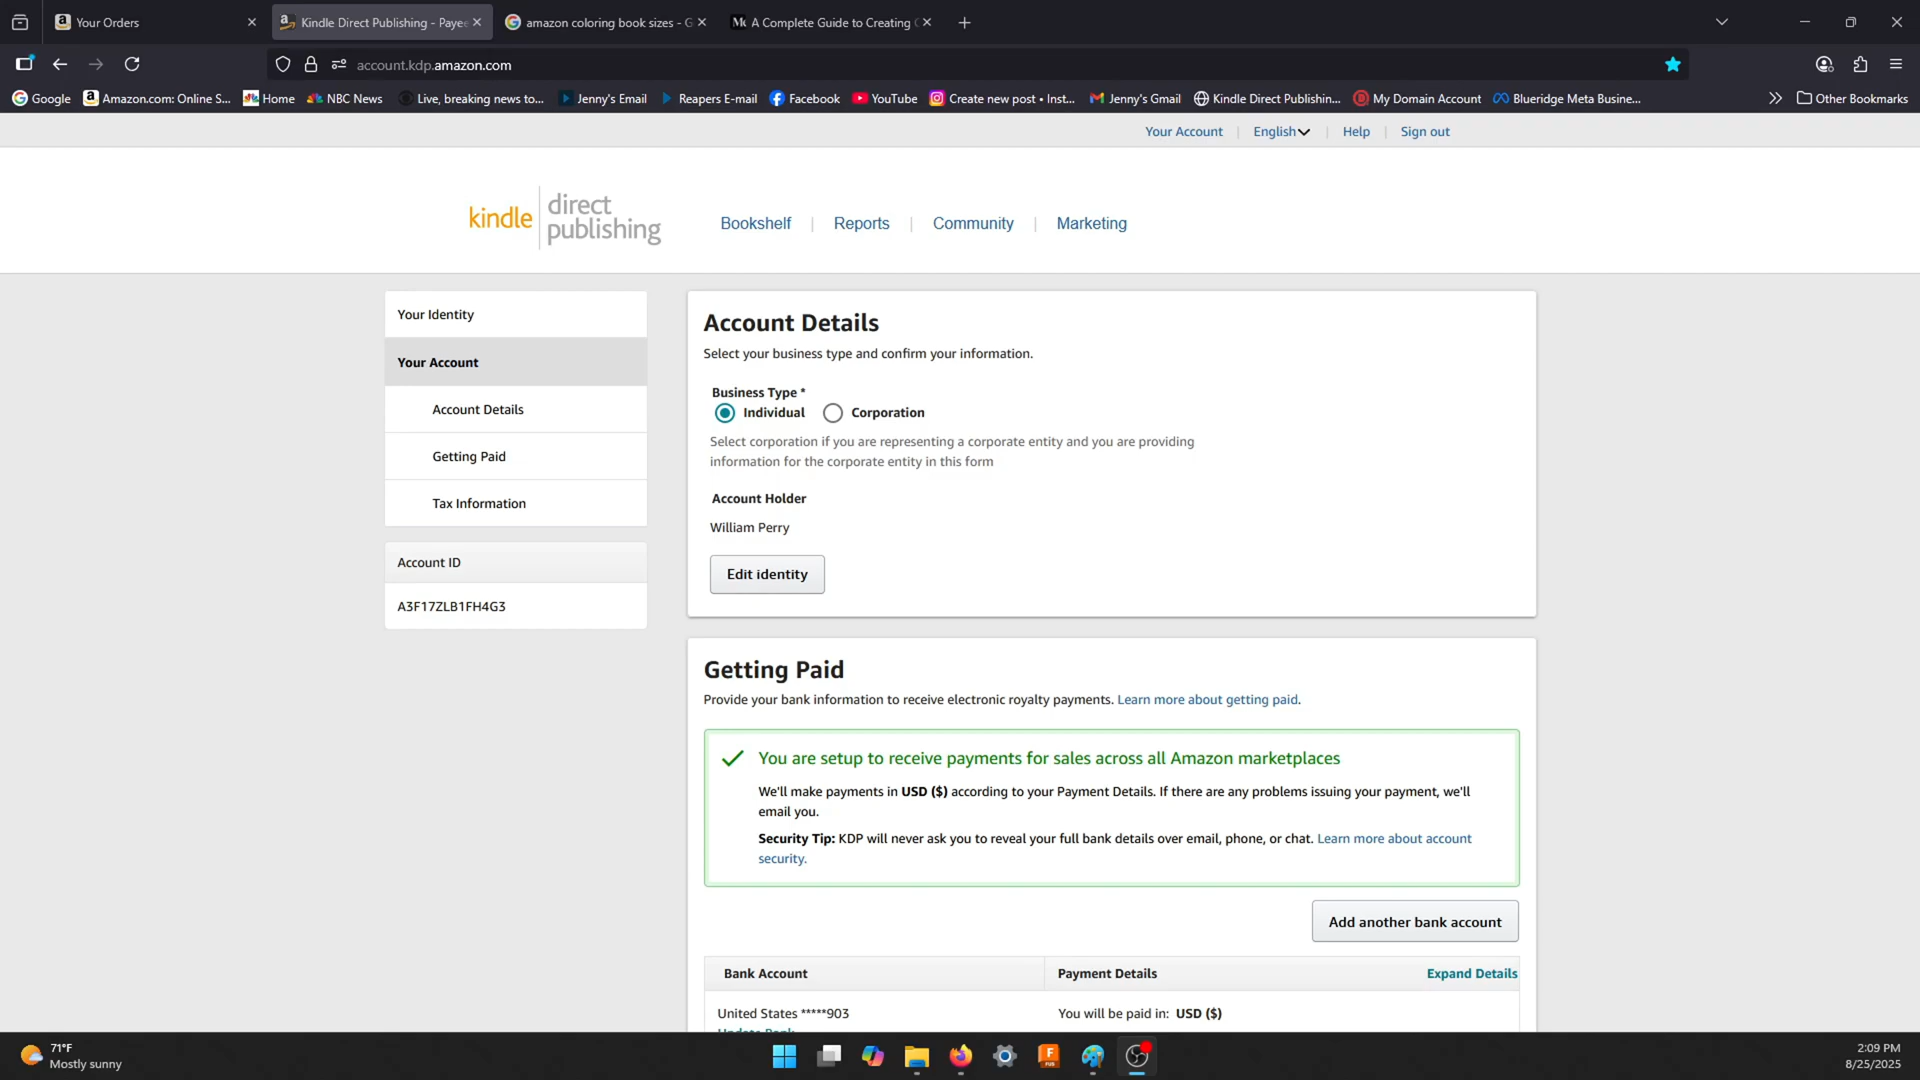 Your Orders
Kindle Direct Publishing - Payee
amazon coloring book sizes - G
A Complete Guide to Creating
account.kdp.amazon.com
Google
Amazon.com: Online S...
Home
NBC News
Live, breaking news to...
Jenny's Email
Reapers E-mail
Facebook
YouTube
Create new post • Inst...
Jenny's Gmail
Kindle Direct Publishin...
My Domain Account
Blueridge Meta Busine...
Other Bookmarks
Your Account
English
Help
Sign out
kindle direct publishing
Bookshelf
Reports
Community
Marketing
Your Identity
Your Account
Account Details
Getting Paid
Tax Information
Account ID
A3F17ZLB1FH4G3
Account Details
Select your business type and confirm your information.
Business Type *
Individual
Corporation
Select corporation if you are representing a corporate entity and you are providing
information for the corporate entity in this form
Account Holder
William Perry
Edit identity
Getting Paid
Provide your bank information to receive electronic royalty payments. Learn more about getting paid.
You are setup to receive payments for sales across all Amazon marketplaces
We'll make payments in USD ($) according to your Payment Details. If there are any problems issuing your payment, we'll
email you.
Security Tip: KDP will never ask you to reveal your full bank details over email, phone, or chat. Learn more about account
security.
Add another bank account
Bank Account
Payment Details
Expand Details
United States *****903
You will be paid in: USD ($)
Update Bank
71°F
Mostly sunny
2:09 PM
8/25/2025